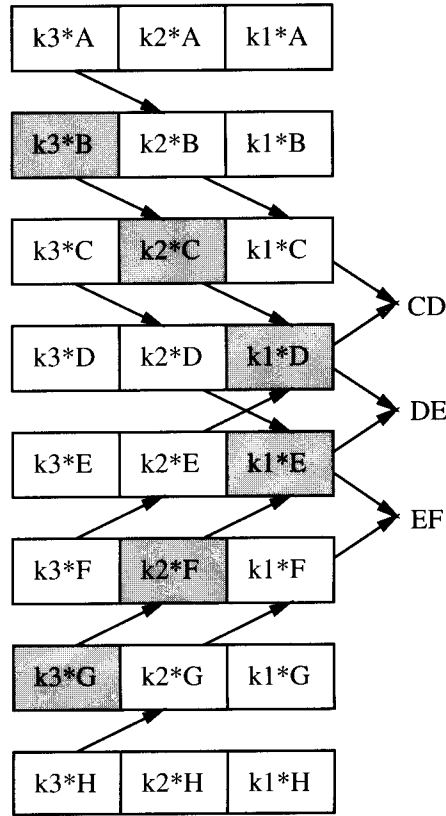 k3*A k2*A k1*A
k3*B k2*B k1*B
k3*C k2*C k1*C
CD
k3*D k2*D k1*D
DE
k3*E k2*E k1*E
EF
k3*F k2*F k1*F
k3*G k2*G k1*G
k3*H k2*H k1*H